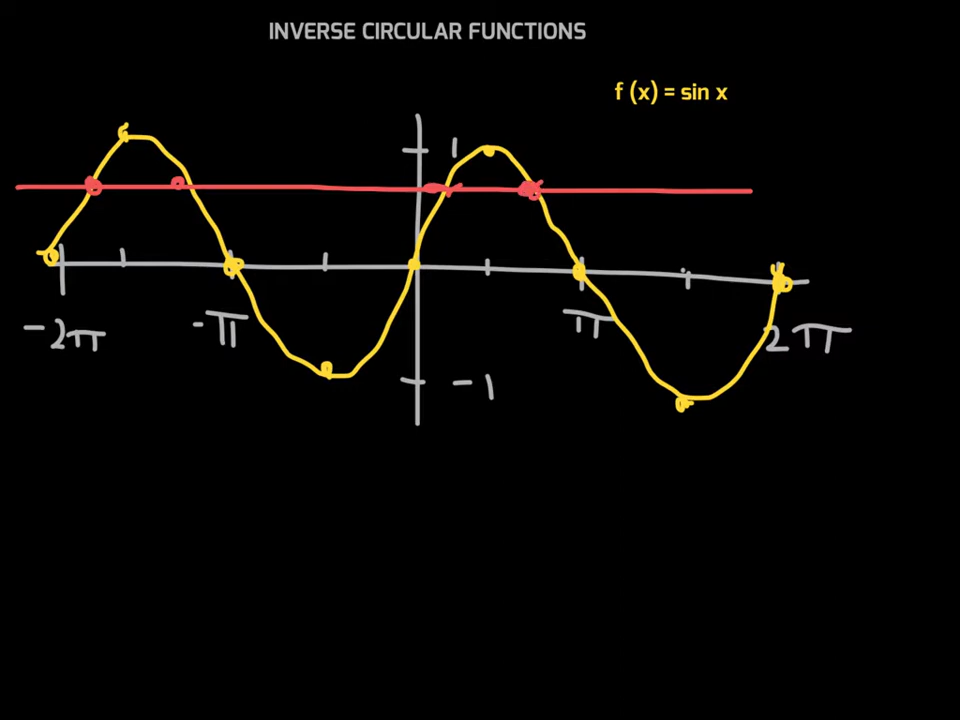 INVERSE CIRCULAR FUNCTIONS
f (x) = sin x
1
-2π
-π
π
2π
-1